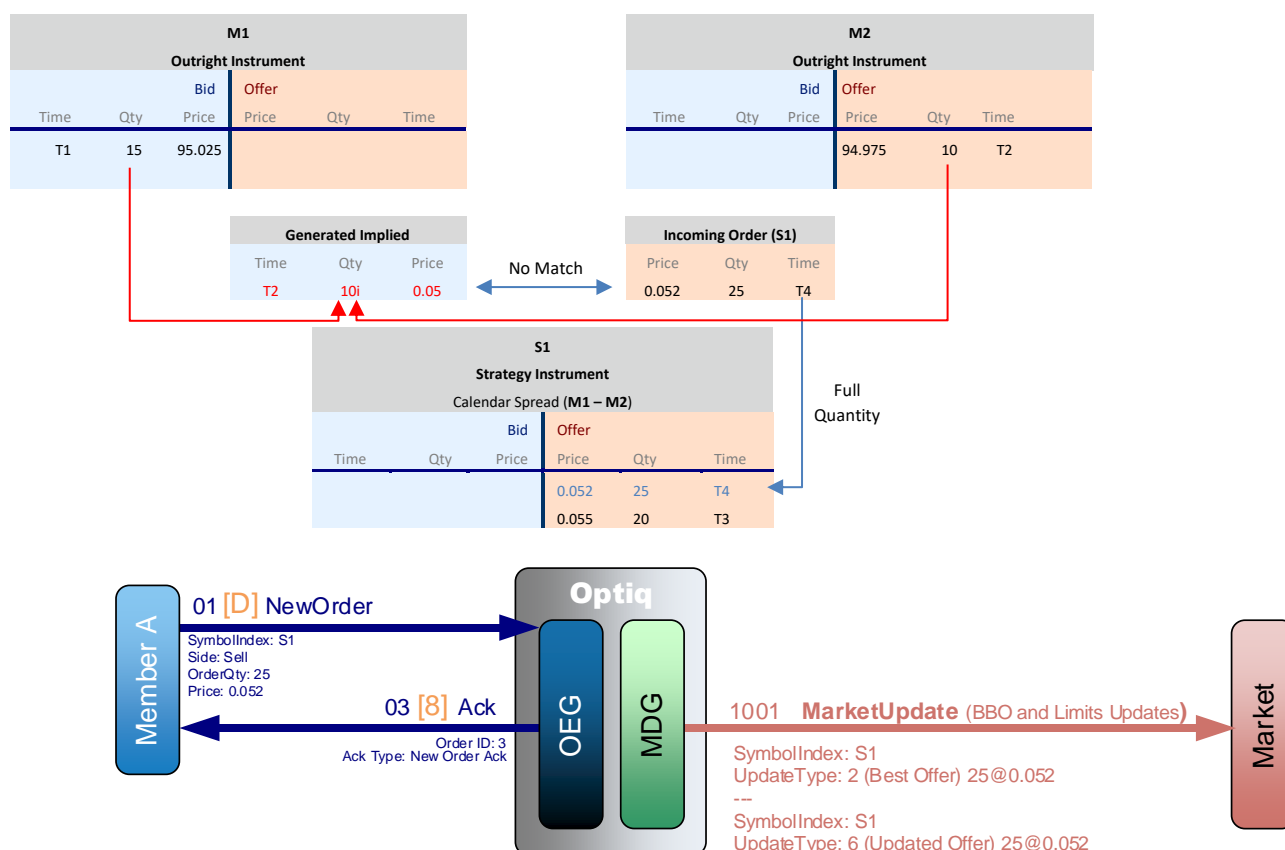 M1
Outright Instrument
Bid Offer
Time Qty Price Price Qty Time
T1 15 95.025
M2
Outright Instrument
Bid Offer
Time Qty Price Price Qty Time
94.975 10 T2
Generated Implied
Time Qty Price
T2 10i 0.05
No Match
Incoming Order (S1)
Price Qty Time
0.052 25 T4
S1
Strategy Instrument
Calendar Spread (M1 – M2)
Bid Offer
Time Qty Price Price Qty Time
0.052 25 T4
0.055 20 T3
Full
Quantity
Member A
01 [D] NewOrder
SymbolIndex: S1
Side: Sell
OrderQty: 25
Price: 0.052
03 [8] Ack
Order ID: 3
Ack Type: New Order Ack
Optiq
OEG
MDG
1001 MarketUpdate (BBO and Limits Updates)
SymbolIndex: S1
UpdateType: 2 (Best Offer) 25@0.052
---
SymbolIndex: S1
UpdateType: 6 (Updated Offer) 25@0.052
Market